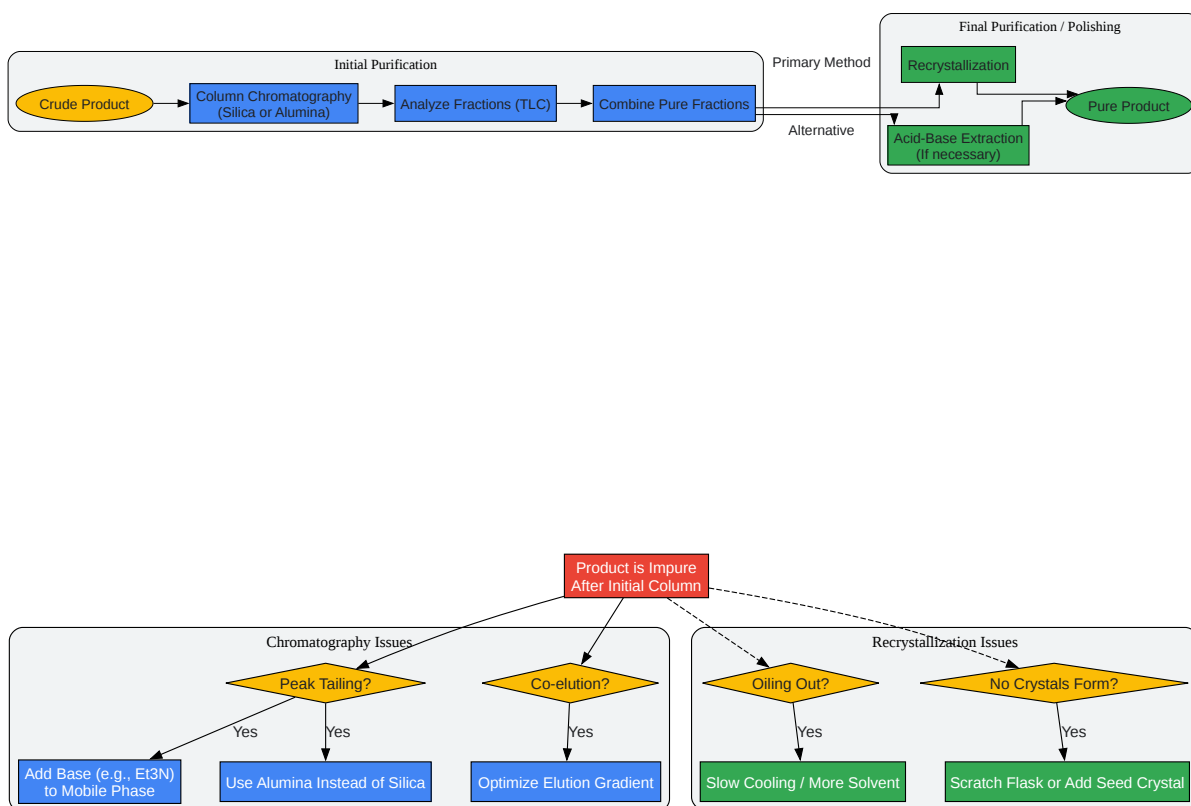 Final Purification / Polishing
Initial Purification
Primary Method
Recrystallization
Crude Product
Column Chromatography
(Silica or Alumina)
Analyze Fractions (TLC)
Combine Pure Fractions
Pure Product
Alternative
Acid-Base Extraction
(If necessary)
Product is Impure
After Initial Column
Chromatography Issues
Recrystallization Issues
Peak Tailing?
Co-elution?
Oiling Out?
No Crystals Form?
Yes
Yes
Yes
Yes
Yes
Add Base (e.g., Et3N)
to Mobile Phase
Use Alumina Instead of Silica
Optimize Elution Gradient
Slow Cooling / More Solvent
Scratch Flask or Add Seed Crystal